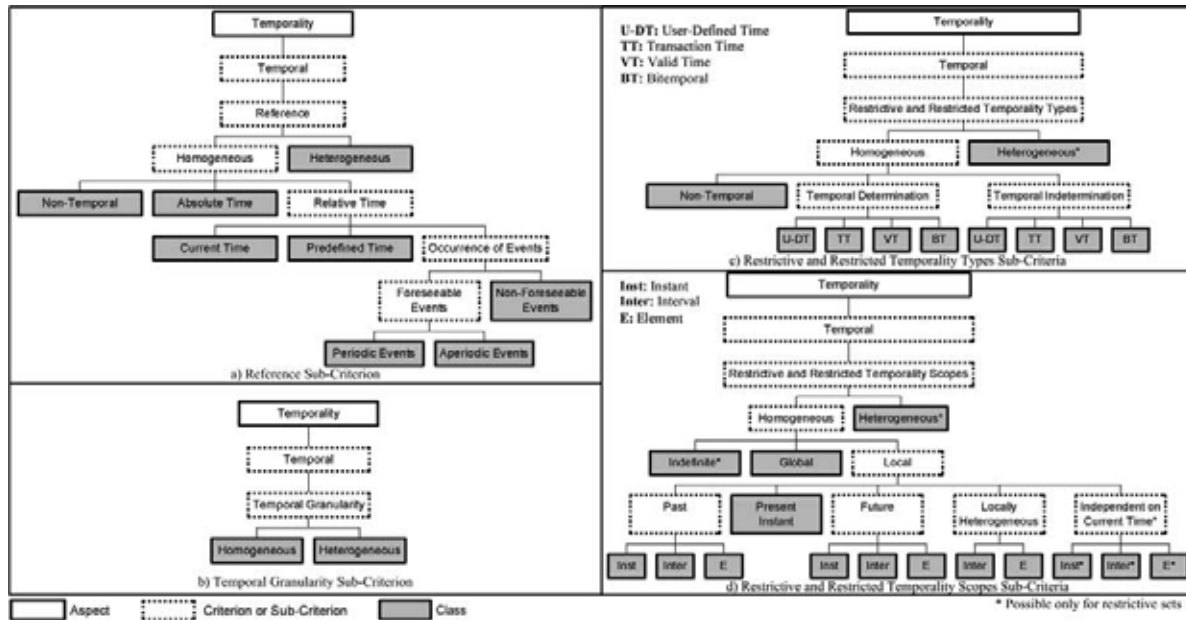 Temporality
Temporal
Reference
Homogeneous
Heterogeneous
Non-Temporal
Absolute Time
Relative Time
Current Time
Predefined Time
Occurrence of Events
Foreseeable
Events
Non-Foreseeable
Events
Periodic Events
Aperiodic Events
a) Reference Sub-Criterion
Temporality
Temporal
Temporal Granularity
Homogeneous
Heterogeneous
b) Temporal Granularity Sub-Criterion
U-DT: User-Defined Time
TT: Transaction Time
VT: Valid Time
BT: Bitemporal
Temporality
Temporal
Restrictive and Restricted Temporality Types
Homogeneous
Heterogeneous*
Non-Temporal
Temporal Determination
Temporal Indetermination
U-DT
TT
VT
BT
U-DT
TT
VT
BT
c) Restrictive and Restricted Temporality Types Sub-Criteria
Inst: Instant
Inter: Interval
E: Element
Temporality
Temporal
Restrictive and Restricted Temporality Scopes
Homogeneous
Heterogeneous*
Indefinite*
Global
Local
Past
Present
Instant
Future
Locally
Heterogeneous
Independent on
Current Time*
Inst
Inter
E
Inst
Inter
E
Inter
E
Inst*
Inter*
E*
d) Restrictive and Restricted Temporality Scopes Sub-Criteria
Aspect
Criterion or Sub-Criterion
Class
* Possible only for restrictive sets